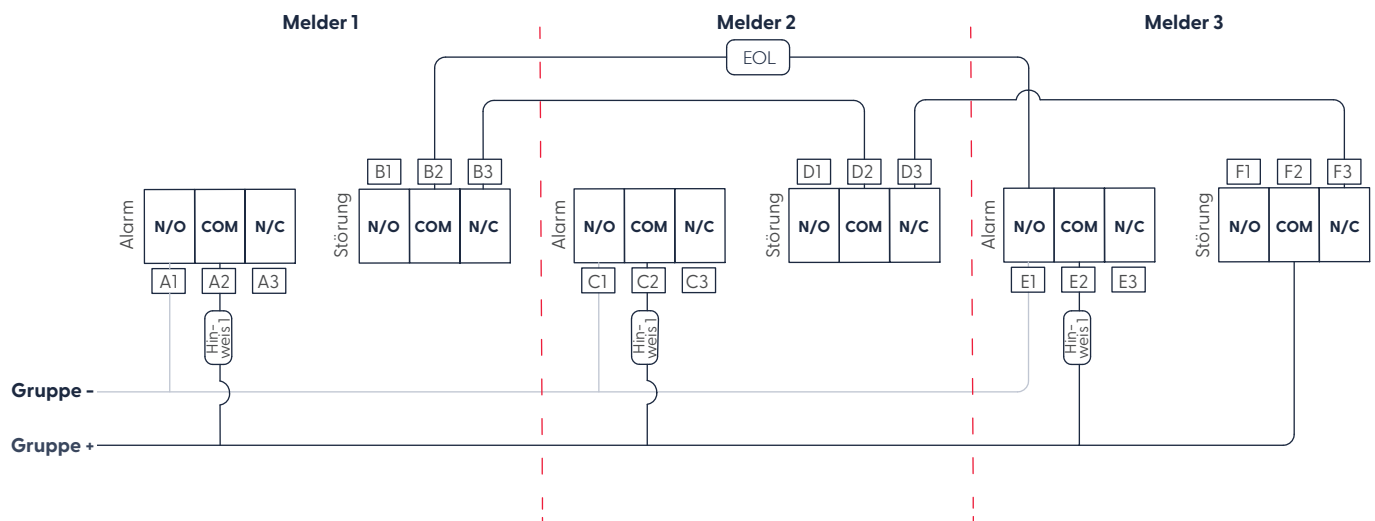 Melder 1
Melder 2
Melder 3
EOL
B1 B2 B3
D1 D2 D3
F1 F2 F3
Alarm
N/O COM N/C
Störung
N/O COM N/C
Alarm
N/O COM N/C
Störung
N/O COM N/C
Alarm
N/O COM N/C
Störung
N/O COM N/C
A1 A2 A3
C1 C2 C3
E1 E2 E3
Hin-
weis 1
Hin-
weis 1
Hin-
weis 1
Gruppe -
Gruppe +